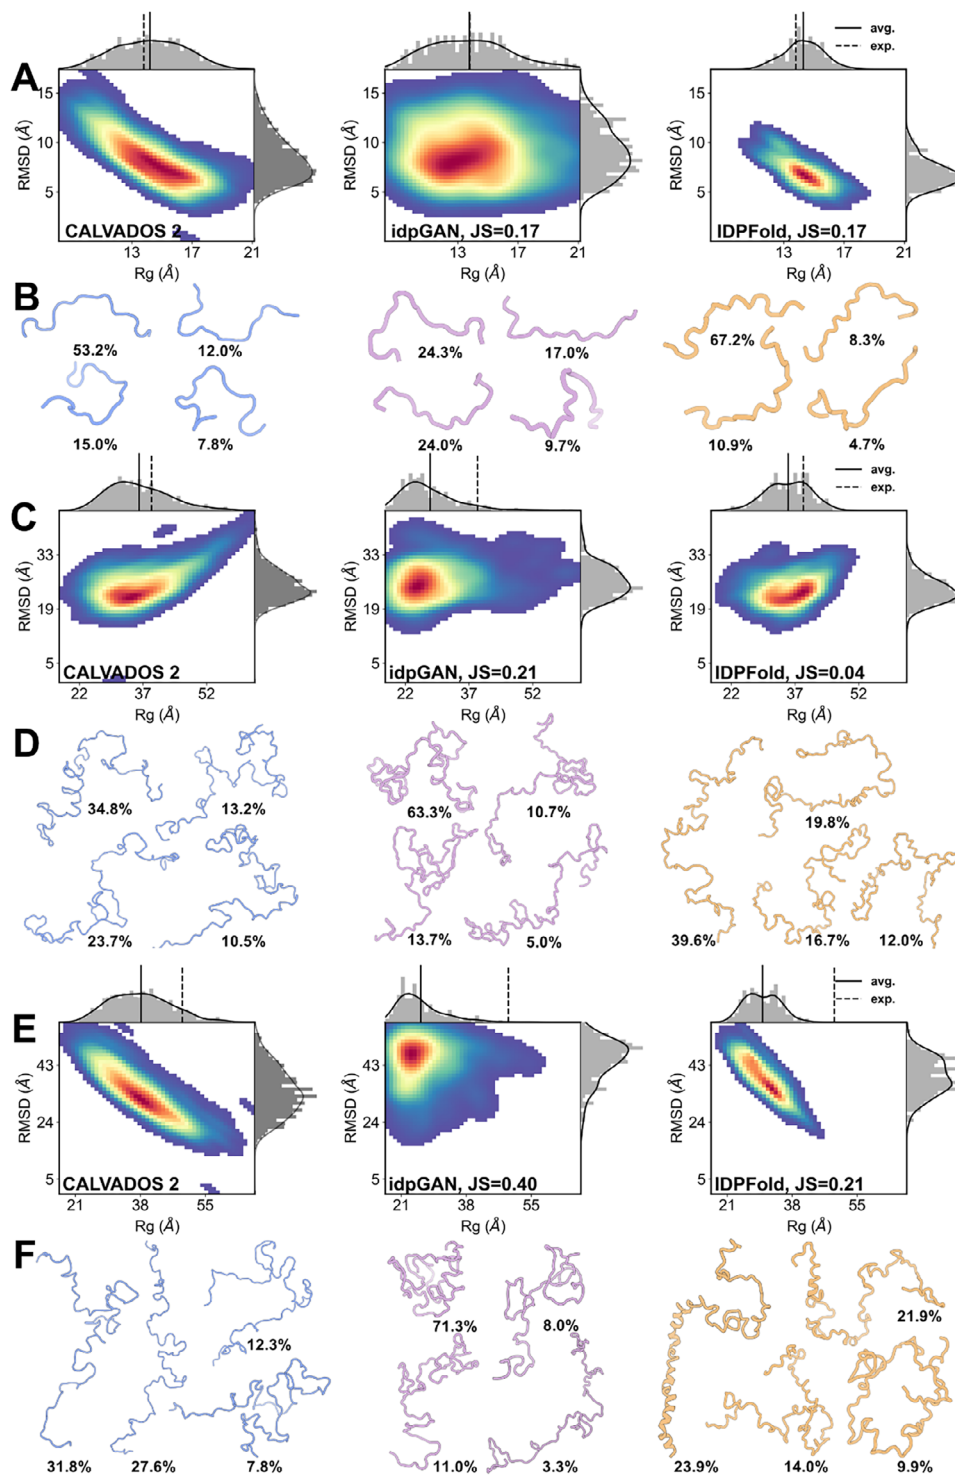 A
avg.
exp.
RMSD (Å)
15
10
5
CALVADOS 2
13
17
21
Rg (Å)
RMSD (Å)
15
10
5
idpGAN, JS=0.17
13
17
21
Rg (Å)
RMSD (Å)
15
10
5
IDPFold, JS=0.17
13
17
21
Rg (Å)
B
53.2%
12.0%
15.0%
7.8%
24.3%
17.0%
24.0%
9.7%
67.2%
8.3%
10.9%
4.7%
C
avg.
exp.
RMSD (Å)
33
19
5
CALVADOS 2
22
37
52
Rg (Å)
RMSD (Å)
33
19
5
idpGAN, JS=0.21
22
37
52
Rg (Å)
RMSD (Å)
33
19
5
IDPFold, JS=0.04
22
37
52
Rg (Å)
D
34.8%
13.2%
23.7%
10.5%
63.3%
10.7%
13.7%
5.0%
19.8%
39.6%
16.7%
12.0%
E
avg.
exp.
RMSD (Å)
43
24
5
CALVADOS 2
21
38
55
Rg (Å)
RMSD (Å)
43
24
5
idpGAN, JS=0.40
21
38
55
Rg (Å)
RMSD (Å)
43
24
5
IDPFold, JS=0.21
21
38
55
Rg (Å)
F
12.3%
31.8%
27.6%
7.8%
71.3%
8.0%
11.0%
3.3%
21.9%
23.9%
14.0%
9.9%